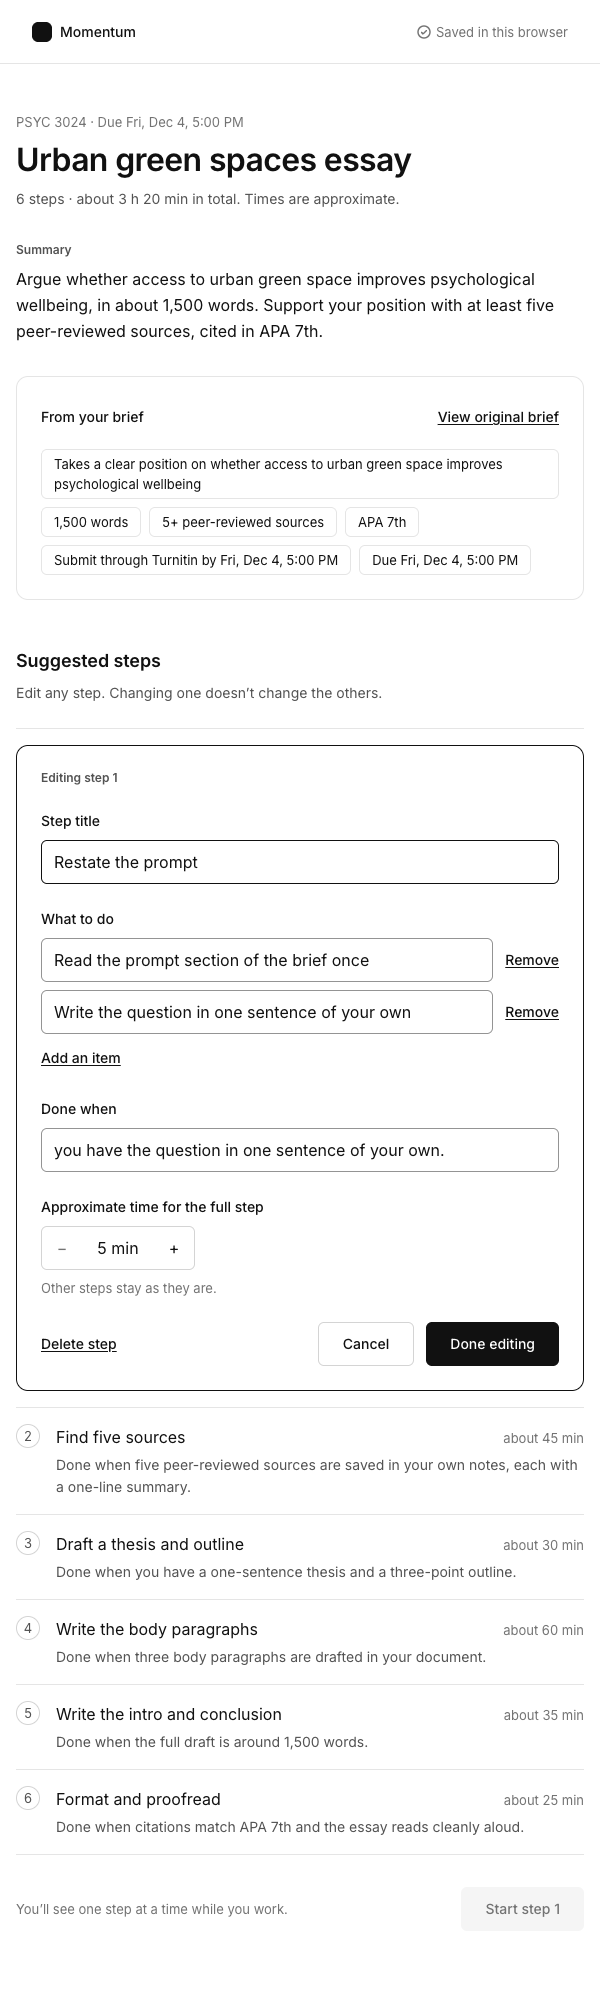 Momentum
Saved in this browser
PSYC 3024 · Due Fri, Dec 4, 5:00 PM
Urban green spaces essay
6 steps · about 3 h 20 min in total. Times are approximate.
Summary
Argue whether access to urban green space improves psychological
wellbeing, in about 1,500 words. Support your position with at least five
peer-reviewed sources, cited in APA 7th.
From your brief
View original brief
Takes a clear position on whether access to urban green space improves
psychological wellbeing
1,500 words
5+ peer-reviewed sources
APA 7th
Submit through Turnitin by Fri, Dec 4, 5:00 PM
Due Fri, Dec 4, 5:00 PM
Suggested steps
Edit any step. Changing one doesn’t change the others.
Editing step 1
Step title
Restate the prompt
What to do
Read the prompt section of the brief once
Remove
Write the question in one sentence of your own
Remove
Add an item
Done when
you have the question in one sentence of your own.
Approximate time for the full step
− 5 min +
Other steps stay as they are.
Delete step
Cancel
Done editing
2 Find five sources about 45 min
Done when five peer-reviewed sources are saved in your own notes, each with
a one-line summary.
3 Draft a thesis and outline about 30 min
Done when you have a one-sentence thesis and a three-point outline.
4 Write the body paragraphs about 60 min
Done when three body paragraphs are drafted in your document.
5 Write the intro and conclusion about 35 min
Done when the full draft is around 1,500 words.
6 Format and proofread about 25 min
Done when citations match APA 7th and the essay reads cleanly aloud.
You’ll see one step at a time while you work.
Start step 1